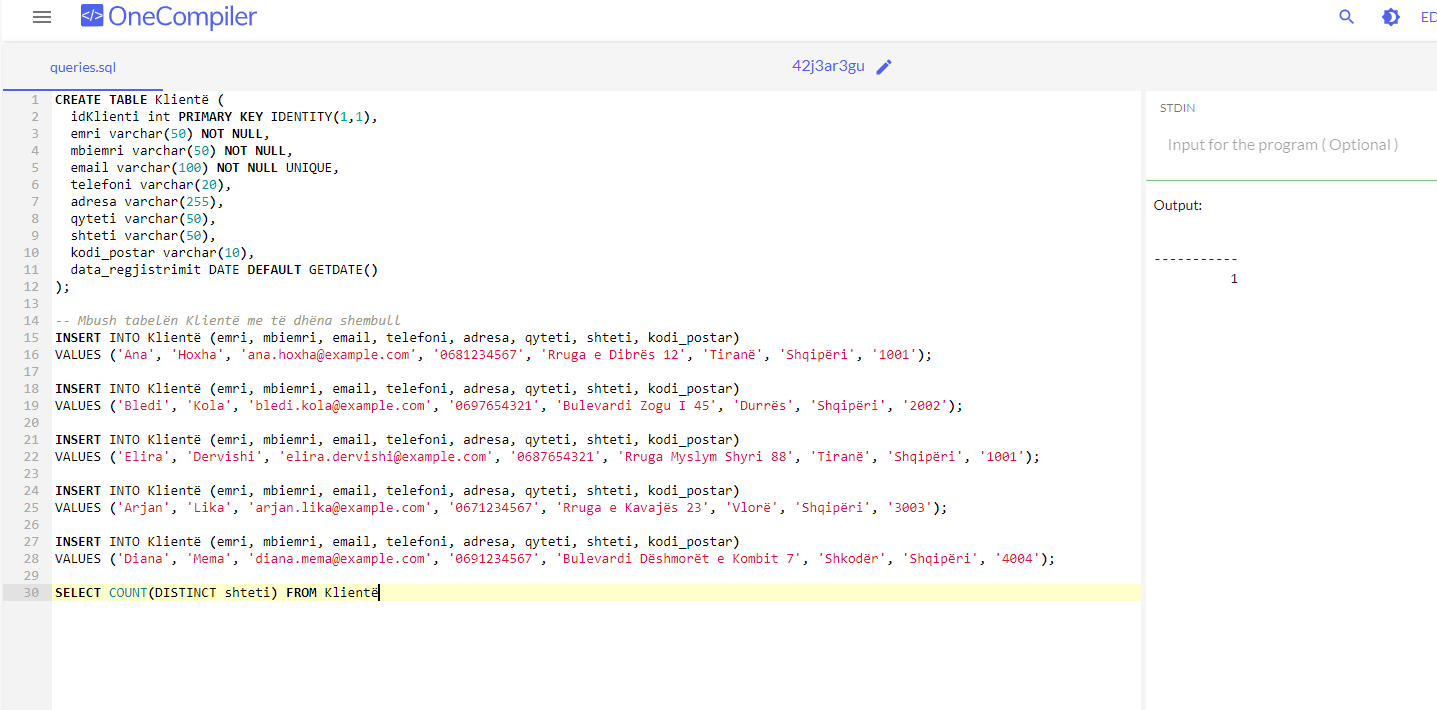 </> OneCompiler
ED
queries.sql
42j3ar3gu
1 CREATE TABLE Klientë (
2   idKlienti int PRIMARY KEY IDENTITY(1,1),
3   emri varchar(50) NOT NULL,
4   mbiemri varchar(50) NOT NULL,
5   email varchar(100) NOT NULL UNIQUE,
6   telefoni varchar(20),
7   adresa varchar(255),
8   qyteti varchar(50),
9   shteti varchar(50),
10   kodi_postar varchar(10),
11   data_regjistrimit DATE DEFAULT GETDATE()
12 );
13
14 -- Mbush tabelën Klientë me të dhëna shembull
15 INSERT INTO Klientë (emri, mbiemri, email, telefoni, adresa, qyteti, shteti, kodi_postar)
16 VALUES ('Ana', 'Hoxha', 'ana.hoxha@example.com', '0681234567', 'Rruga e Dibrës 12', 'Tiranë', 'Shqipëri', '1001');
17
18 INSERT INTO Klientë (emri, mbiemri, email, telefoni, adresa, qyteti, shteti, kodi_postar)
19 VALUES ('Bledi', 'Kola', 'bledi.kola@example.com', '0697654321', 'Bulevardi Zogu I 45', 'Durrës', 'Shqipëri', '2002');
20
21 INSERT INTO Klientë (emri, mbiemri, email, telefoni, adresa, qyteti, shteti, kodi_postar)
22 VALUES ('Elira', 'Dervishi', 'elira.dervishi@example.com', '0687654321', 'Rruga Myslym Shyri 88', 'Tiranë', 'Shqipëri', '1001');
23
24 INSERT INTO Klientë (emri, mbiemri, email, telefoni, adresa, qyteti, shteti, kodi_postar)
25 VALUES ('Arjan', 'Lika', 'arjan.lika@example.com', '0671234567', 'Rruga e Kavajës 23', 'Vlorë', 'Shqipëri', '3003');
26
27 INSERT INTO Klientë (emri, mbiemri, email, telefoni, adresa, qyteti, shteti, kodi_postar)
28 VALUES ('Diana', 'Mema', 'diana.mema@example.com', '0691234567', 'Bulevardi Dëshmorët e Kombit 7', 'Shkodër', 'Shqipëri', '4004');
29
30 SELECT COUNT(DISTINCT shteti) FROM Klientë
STDIN
Input for the program ( Optional )
Output:
-----------
1